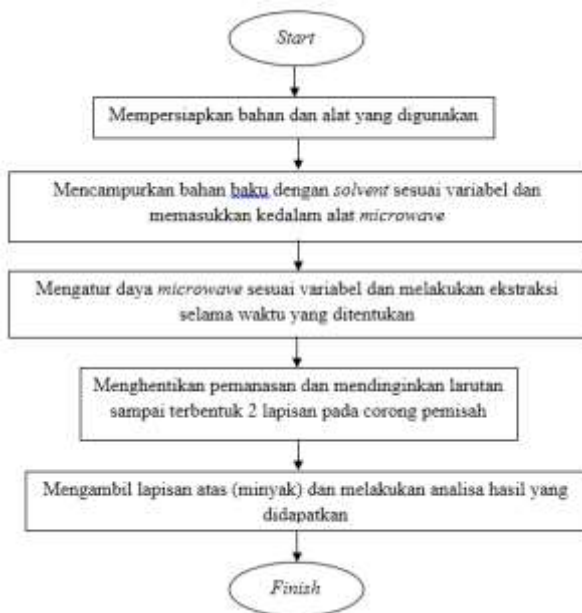 Start
Mempersiapkan bahan dan alat yang digunakan
Mencampurkan bahan baku dengan solvent sesuai variabel dan
memasukkan kedalam alat microwave
Mengatur daya microwave sesuai variabel dan melakukan ekstraksi
selama waktu yang ditentukan
Menghentikan pemanasan dan mendinginkan larutan
sampai terbentuk 2 lapisan pada corong pemisah
Mengambil lapisan atas (minyak) dan melakukan analisa hasil yang
didapatkan
Finish